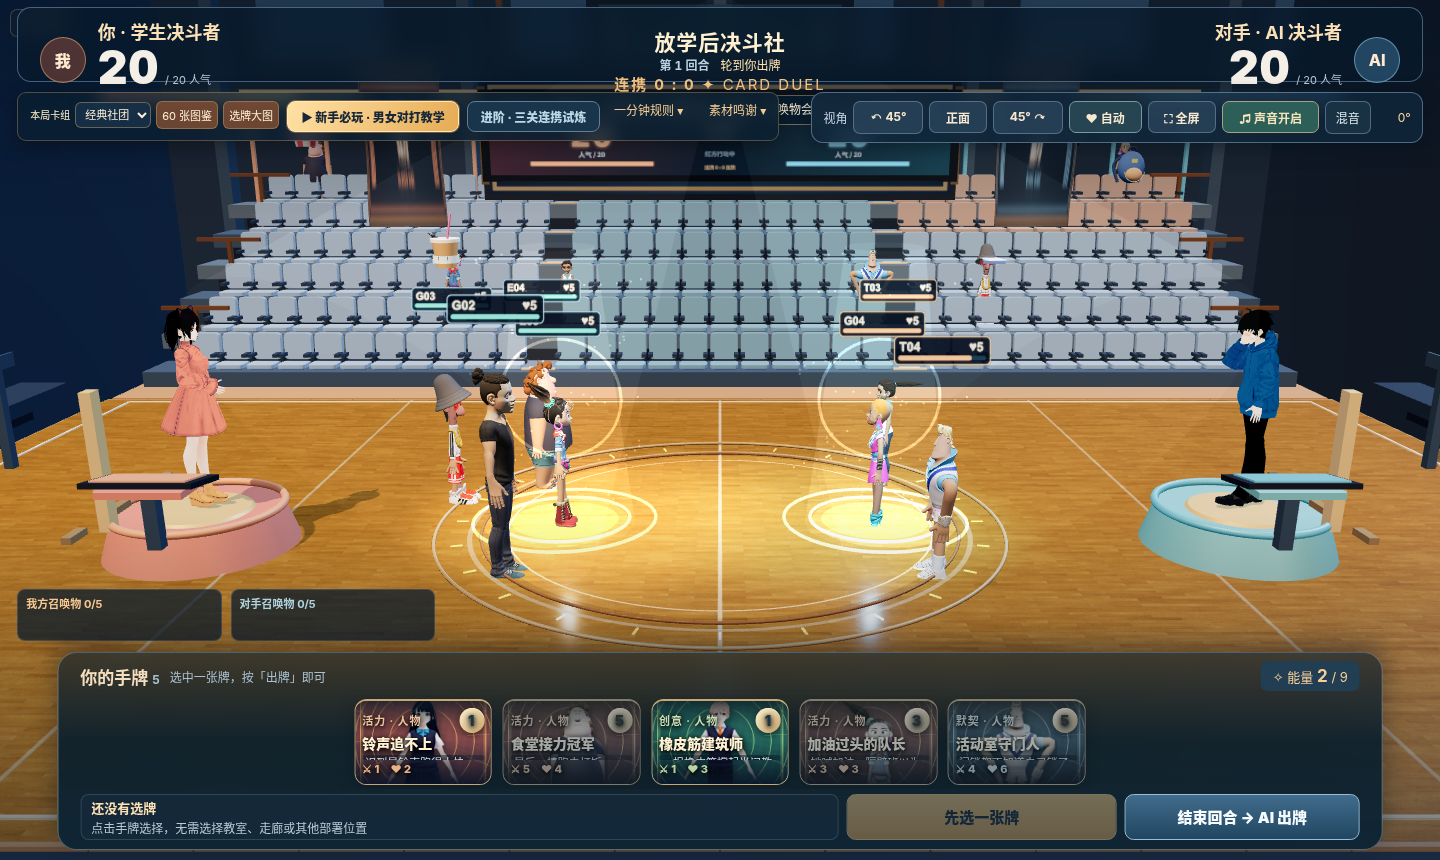 我
你 · 学生决斗者
20 / 20 人气
放学后决斗社
第 1 回合 轮到你出牌
连携 0 : 0 ✦ CARD DUEL
对手 · AI 决斗者
20 / 20 人气
AI
本局卡组 经典社团 60 张图鉴 选牌大图 ▶ 新手必玩 · 男女对打教学 进阶 · 三关连携试炼 一分钟规则 ▾ 素材鸣谢 ▾ 唤物会
视角 ↶ 45° 正面 45° ↷ ♥ 自动 ⛶ 全屏 ♫ 声音开启 混音 0°
人气 / 20
人气 / 20
G03
G02 ♥5
E04 ♥5
♥5
T03 ♥5
G04 ♥5
T04 ♥5
我方召唤物 0/5
对手召唤物 0/5
你的手牌 5 选中一张牌，按「出牌」即可
✧ 能量 2 / 9
活力 · 人物 1
铃声追不上
⚔ 1 ♥ 2
活力 · 人物 5
食堂接力冠军
⚔ 5 ♥ 4
创意 · 人物 1
橡皮筋建筑师
⚔ 1 ♥ 3
活力 · 人物 3
加油过头的队长
⚔ 3 ♥ 3
默契 · 人物 5
活动室守门人
⚔ 4 ♥ 6
还没有选牌
点击手牌选择，无需选择教室、走廊或其他部署位置
先选一张牌
结束回合 → AI 出牌